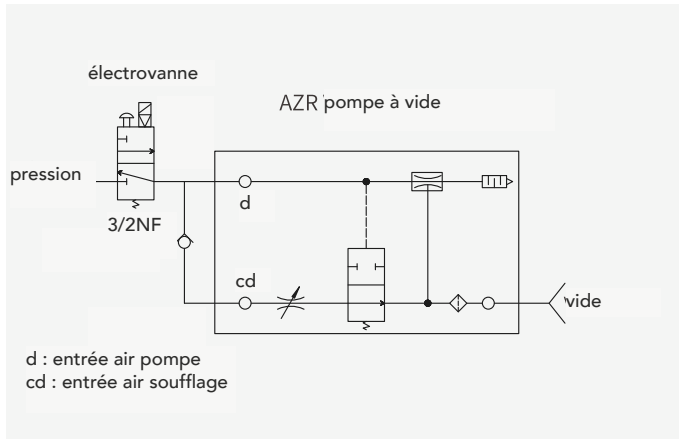 électrovanne
AZR pompe à vide
pression
d
3/2NF
cd
vide
d : entrée air pompe
cd : entrée air soufflage